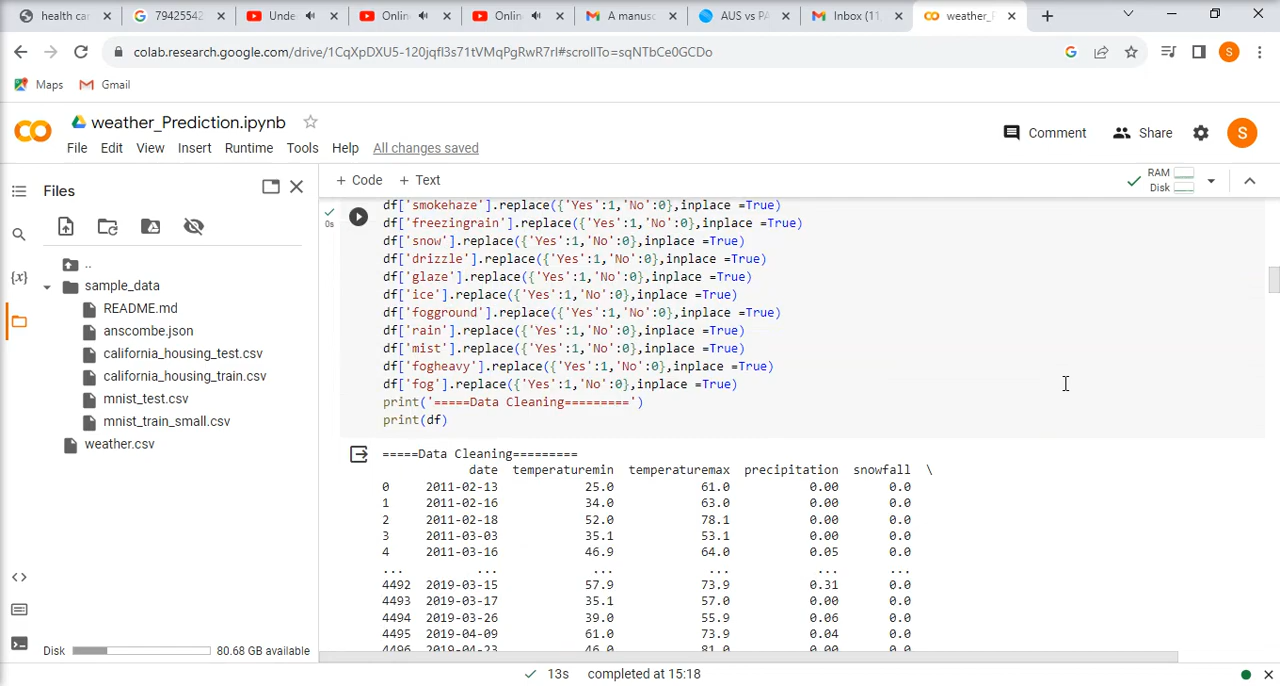 health car
79425542
Unde
Online
Online
A manusc
AUS vs PA
Inbox (11,
weather_P
colab.research.google.com/drive/1CqXpDXU5-120jqfI3s71tVMqPgRwR7rI#scrollTo=sqNTbCe0GCDo
S
Maps Gmail
CO weather_Prediction.ipynb
Comment Share S
File Edit View Insert Runtime Tools Help All changes saved
Files
+ Code + Text
RAM
Disk
{x}
..
sample_data
README.md
anscombe.json
california_housing_test.csv
california_housing_train.csv
mnist_test.csv
mnist_train_small.csv
weather.csv
Disk 80.68 GB available
0s
df['smokehaze'].replace({'Yes':1,'No':0},inplace =True)
df['freezingrain'].replace({'Yes':1,'No':0},inplace =True)
df['snow'].replace({'Yes':1,'No':0},inplace =True)
df['drizzle'].replace({'Yes':1,'No':0},inplace =True)
df['glaze'].replace({'Yes':1,'No':0},inplace =True)
df['ice'].replace({'Yes':1,'No':0},inplace =True)
df['fogground'].replace({'Yes':1,'No':0},inplace =True)
df['rain'].replace({'Yes':1,'No':0},inplace =True)
df['mist'].replace({'Yes':1,'No':0},inplace =True)
df['fogheavy'].replace({'Yes':1,'No':0},inplace =True)
df['fog'].replace({'Yes':1,'No':0},inplace =True)
print('=====Data Cleaning=========')
print(df)
=====Data Cleaning=========
date temperaturemin temperaturemax precipitation snowfall \
0 2011-02-13 25.0 61.0 0.00 0.0
1 2011-02-16 34.0 63.0 0.00 0.0
2 2011-02-18 52.0 78.1 0.00 0.0
3 2011-03-03 35.1 53.1 0.00 0.0
4 2011-03-16 46.9 64.0 0.05 0.0
... ... ... ... ... ...
4492 2019-03-15 57.9 73.9 0.31 0.0
4493 2019-03-17 35.1 57.0 0.00 0.0
4494 2019-03-26 39.0 55.9 0.06 0.0
4495 2019-04-09 61.0 73.9 0.04 0.0
4496 2019-04-23 46.0 81.0 0.00 0.0
13s completed at 15:18